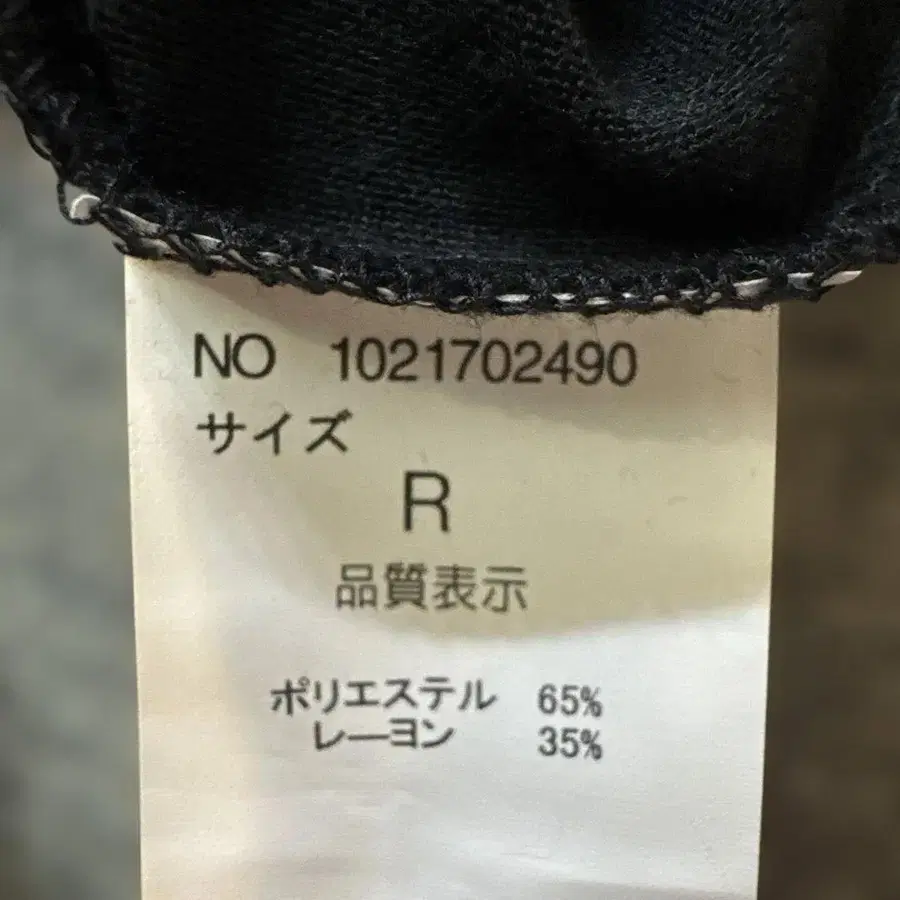 NO 1021702490
サイズ
R
品質表示
ポリエステル 65%
レーヨン 35%